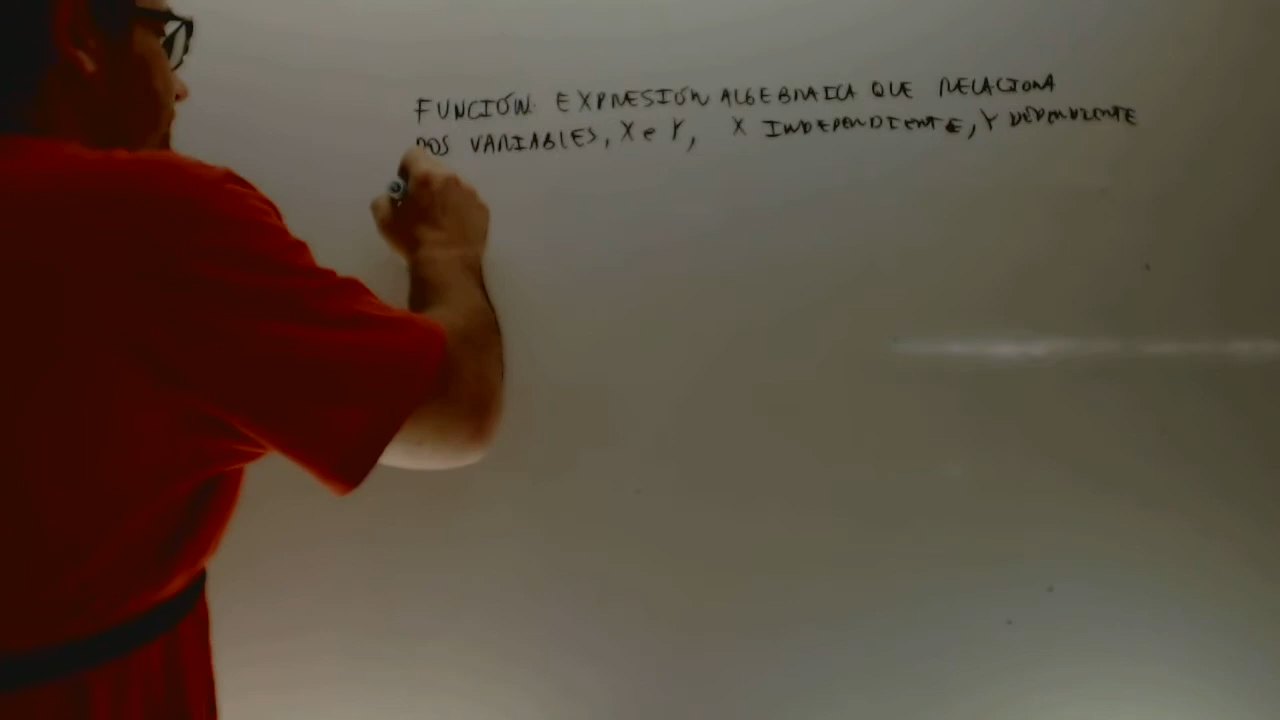 FUNCIÓN: EXPRESIÓN ALGEBRAICA QUE RELACIONA
DOS VARIABLES, X e Y, X INDEPENDIENTE, Y DEPENDIENTE